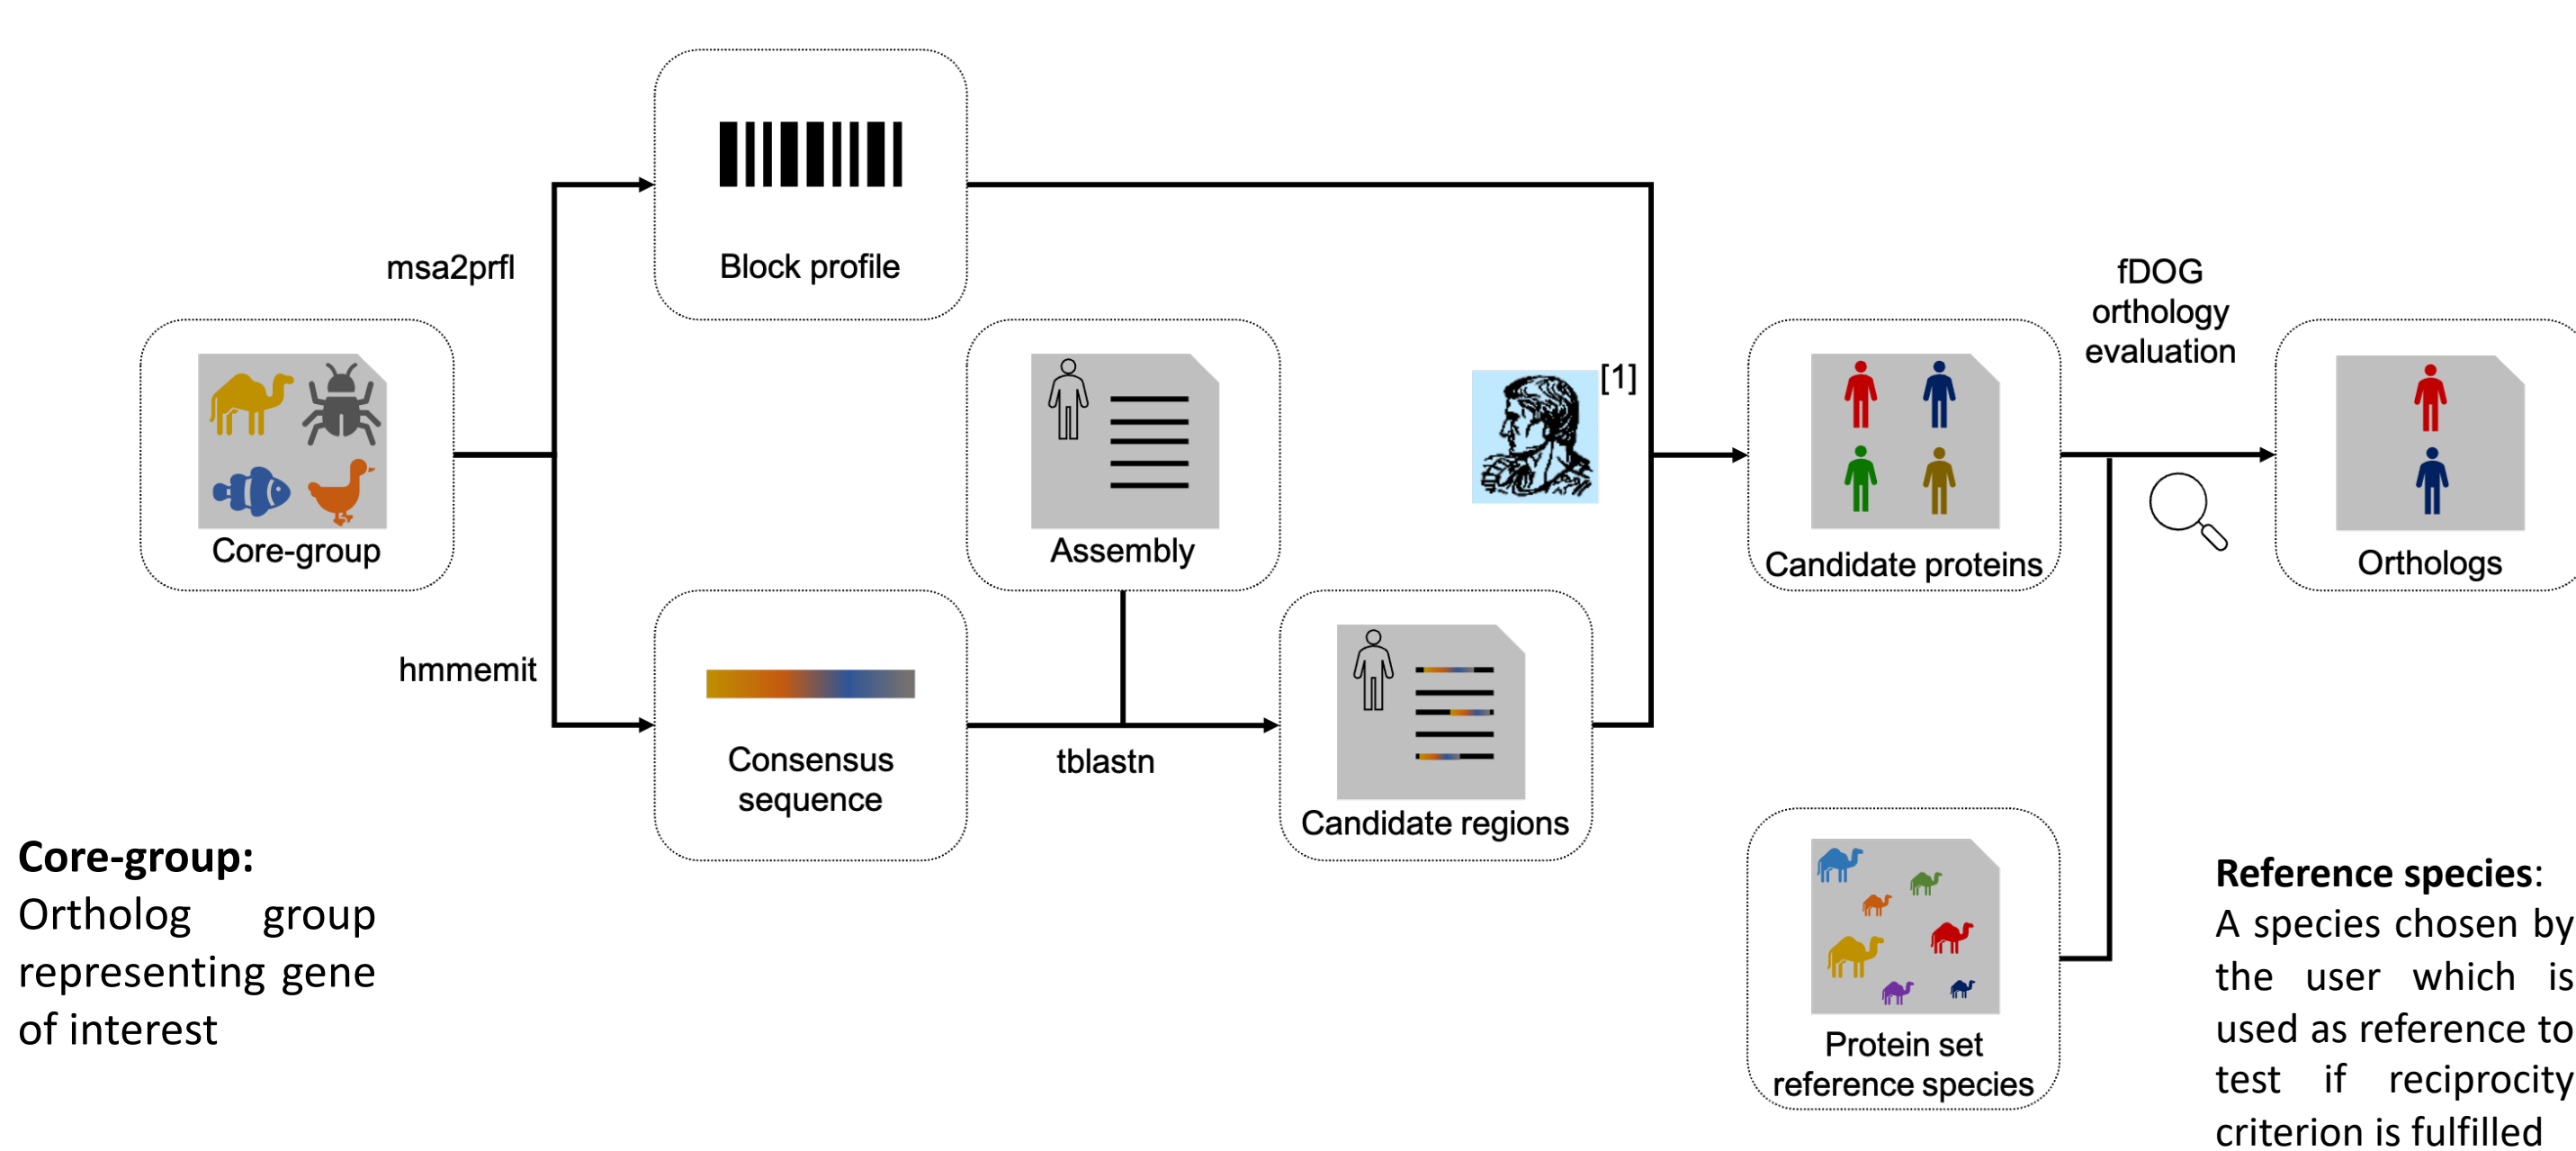 msa2prfl
Block profile
fDOG
orthology
evaluation
[1]
Core-group
Assembly
Candidate proteins
Orthologs
hmmemit
Consensus
sequence
tblastn
Candidate regions
Protein set
reference species
Core-group:
Ortholog group
representing gene
of interest
Reference species:
A species chosen by
the user which is
used as reference to
test if reciprocity
criterion is fulfilled